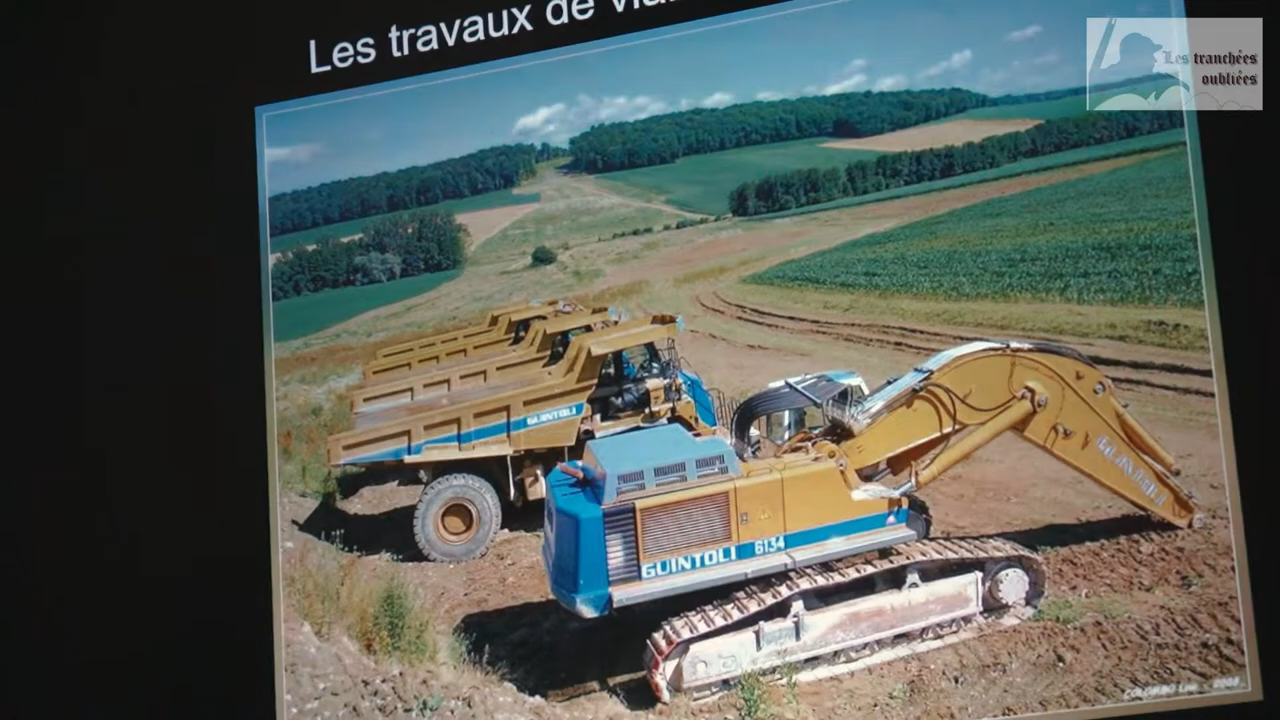 Les travaux de
Les tranchées
oubliées
GUINTOLI
GUINTOLI 6134